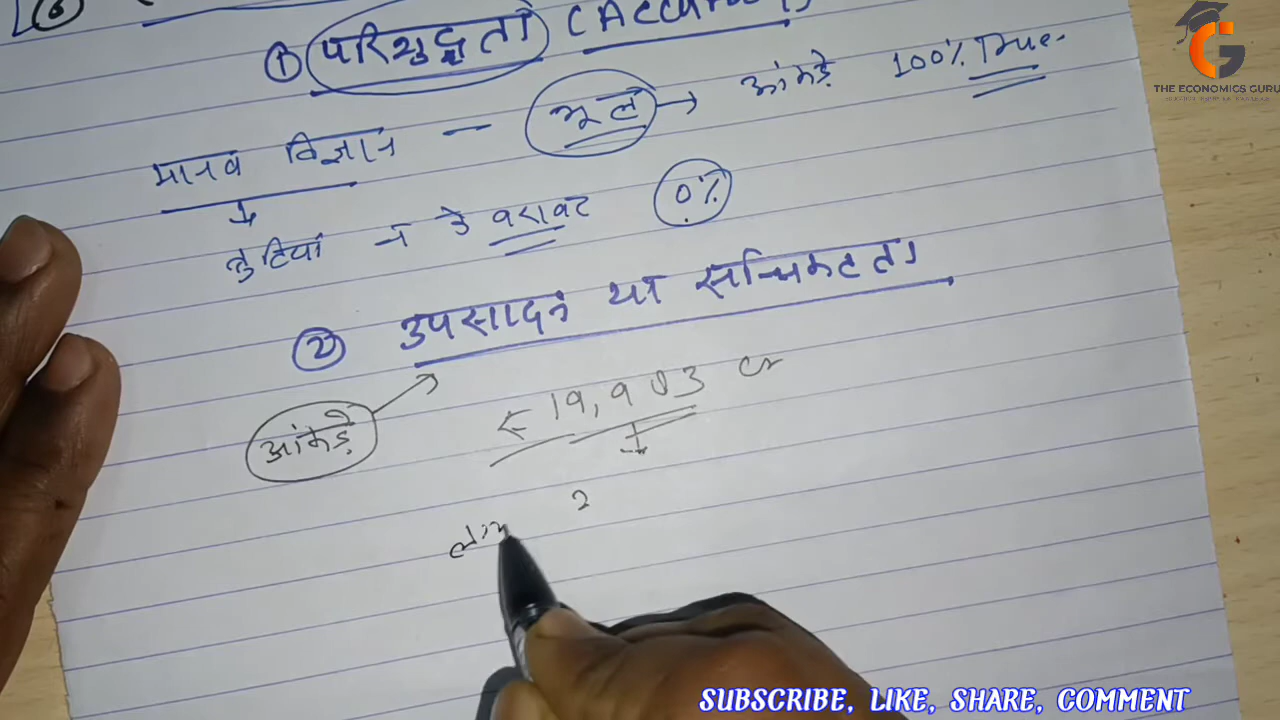 ① परिशुद्धता (Accuracy)
मानव विज्ञान — भूल → आंकड़े 100% True.
त्रुटियां न के बराबर 0%
② उपसादन या सन्निकटता
आंकड़े
19,903 cr
2
THE ECONOMICS GURU
SUBSCRIBE, LIKE, SHARE, COMMENT